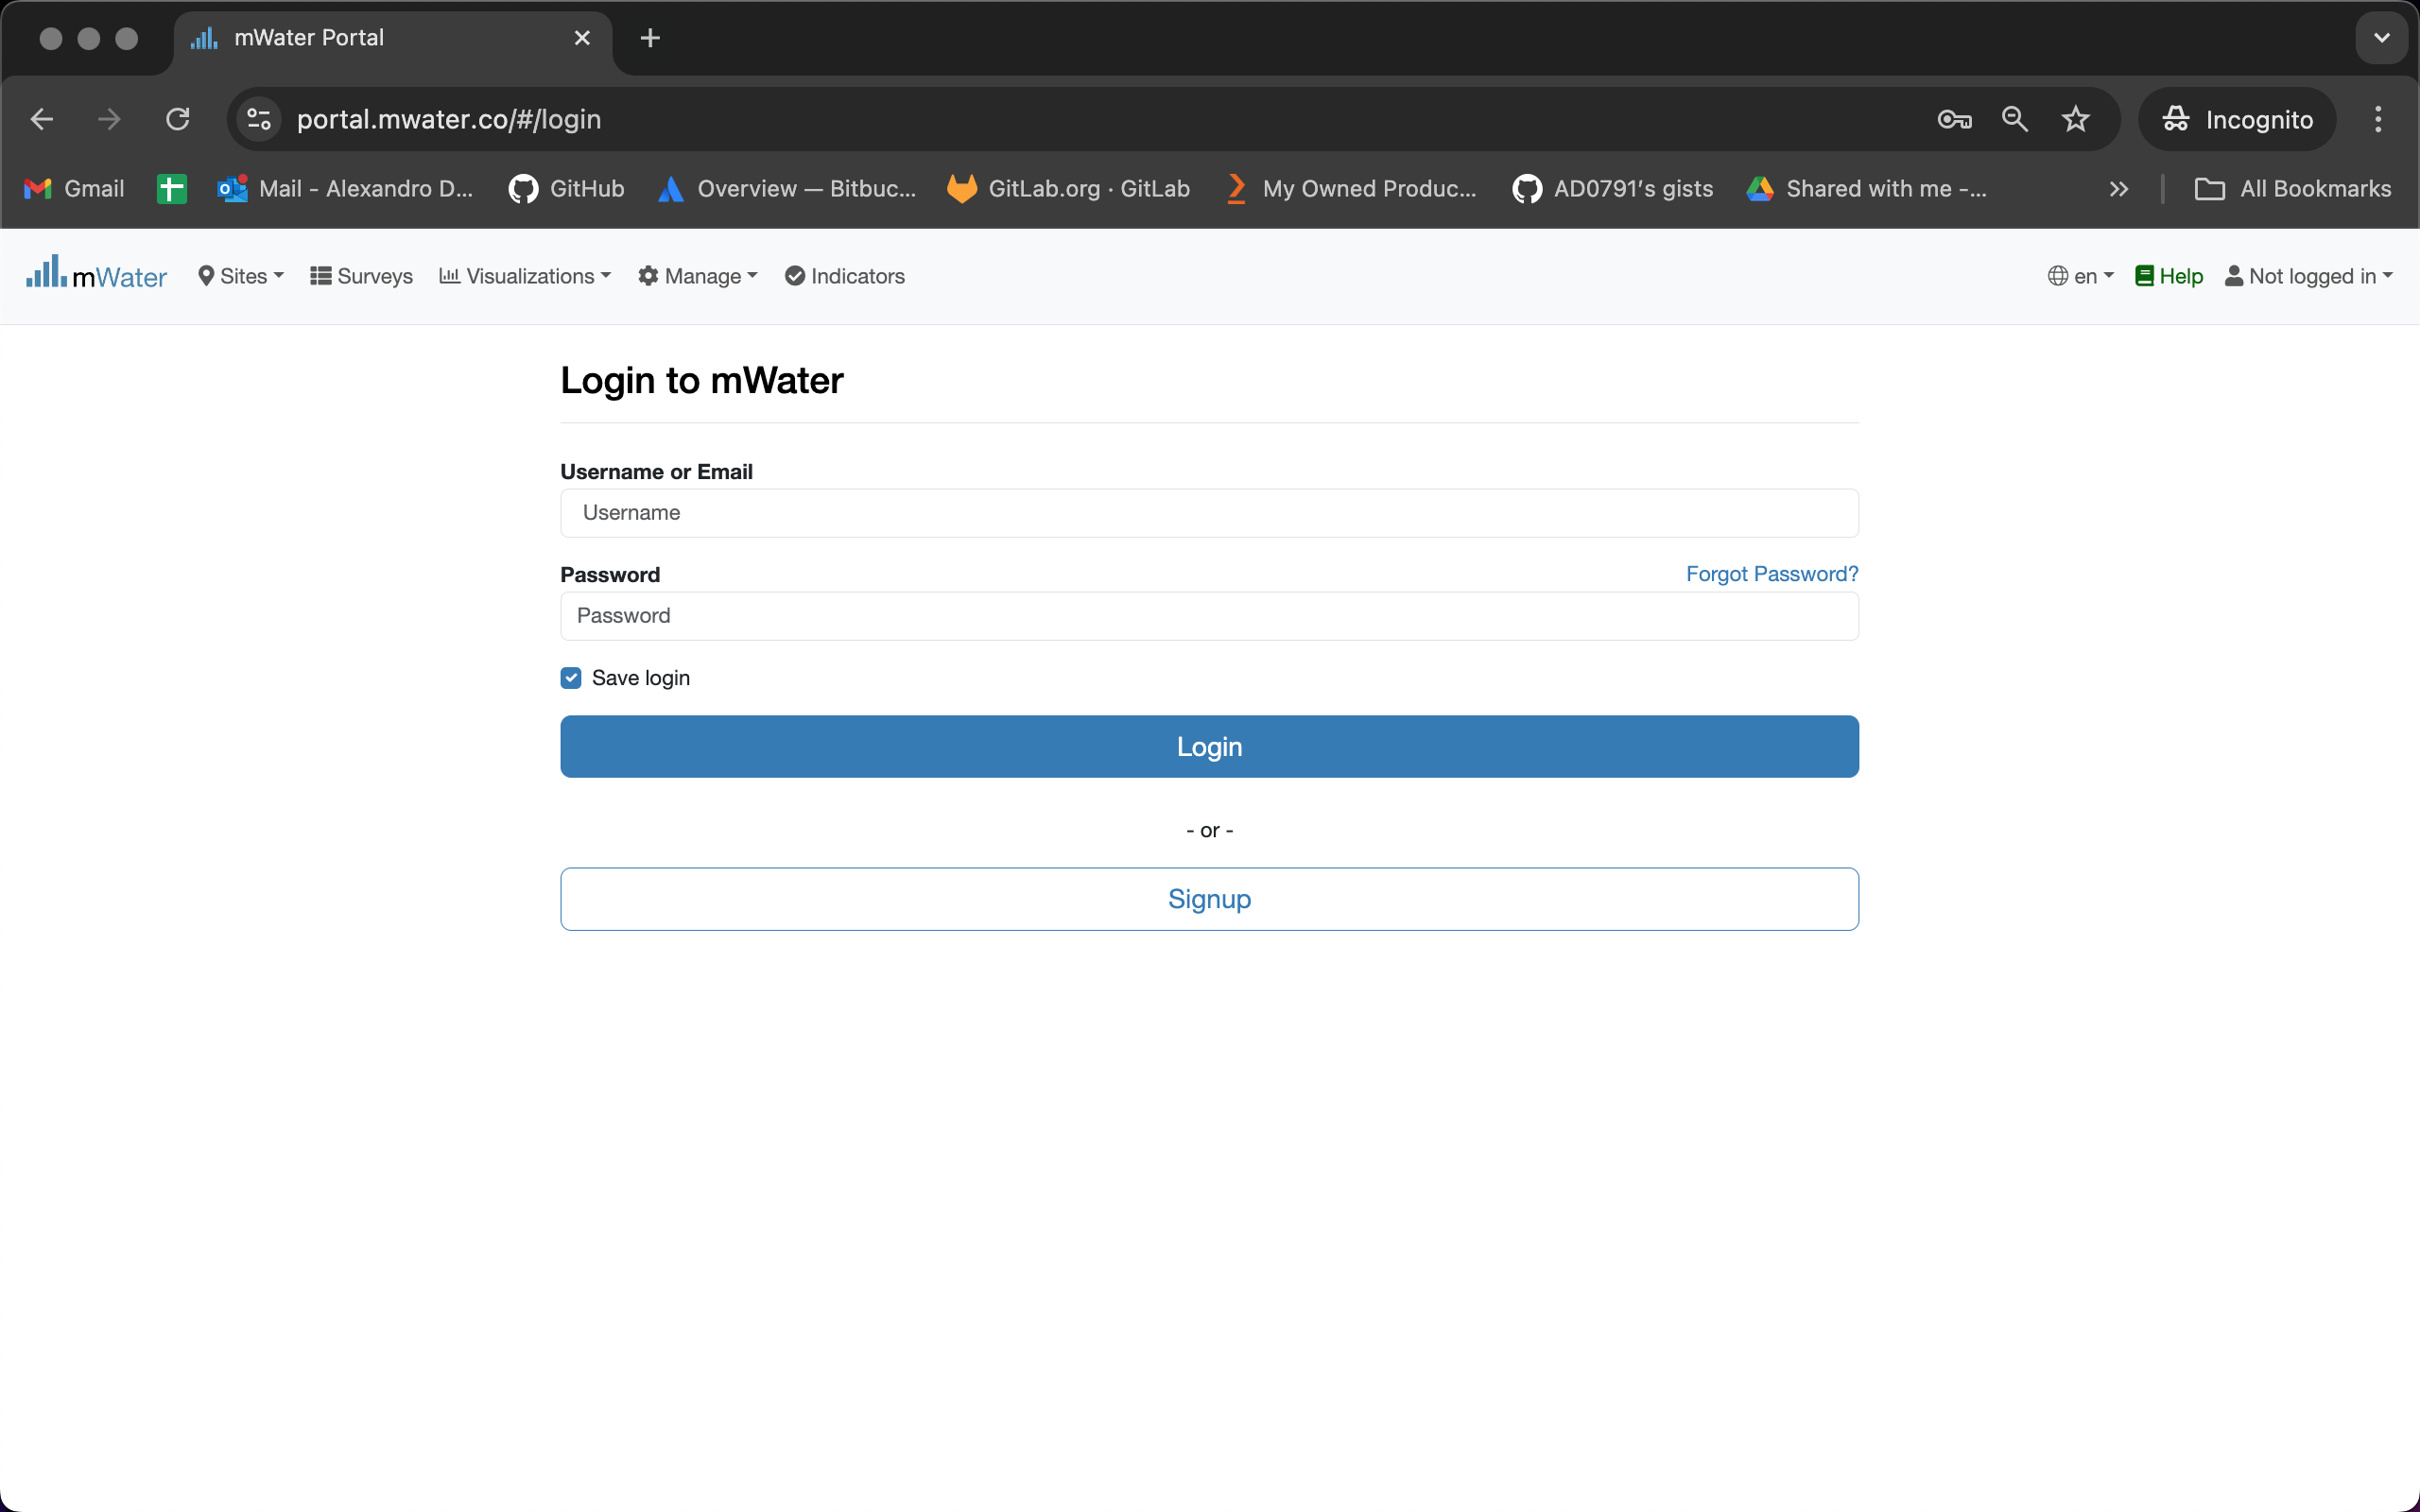 mWater Portal
portal.mwater.co/#/login
Incognito
Gmail
Mail - Alexandro D...
GitHub
Overview — Bitbuc...
GitLab.org · GitLab
My Owned Produc...
AD0791's gists
Shared with me -...
All Bookmarks
mWater
Sites
Surveys
Visualizations
Manage
Indicators
en
Help
Not logged in
Login to mWater
Username or Email
Username
Password
Forgot Password?
Password
Save login
Login
- or -
Signup